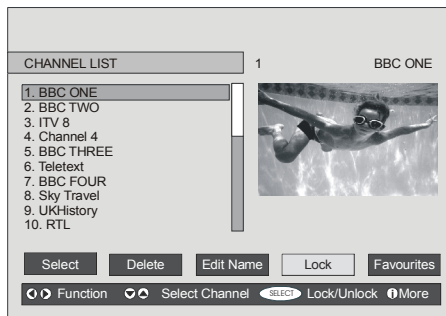 CHANNEL LIST
1 BBC ONE
1. BBC ONE
2. BBC TWO
3. ITV 8
4. Channel 4
5. BBC THREE
6. Teletext
7. BBC FOUR
8. Sky Travel
9. UKHistory
10. RTL
Select Delete Edit Name Lock Favourites
Function Select Channel SELECT Lock/Unlock i More